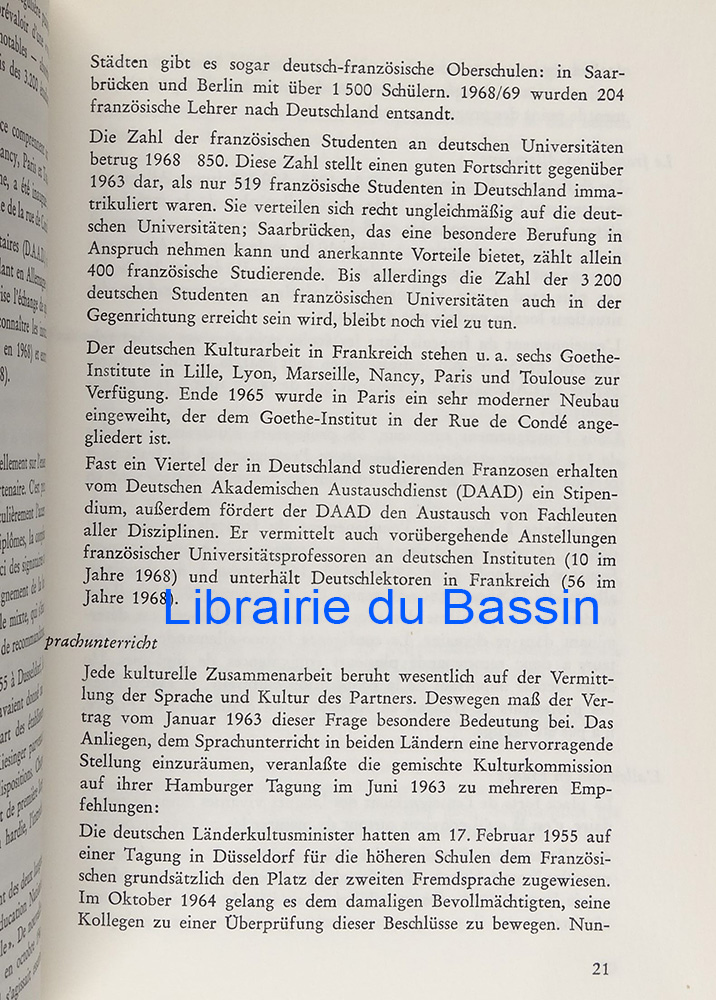 Städten gibt es sogar deutsch-französische Oberschulen: in Saar-
brücken und Berlin mit über 1 500 Schülern. 1968/69 wurden 204
französische Lehrer nach Deutschland entsandt.
Die Zahl der französischen Studenten an deutschen Universitäten
betrug 1968 850. Diese Zahl stellt einen guten Fortschritt gegenüber
1963 dar, als nur 519 französische Studenten in Deutschland imma-
trikuliert waren. Sie verteilen sich recht ungleichmäßig auf die deut-
schen Universitäten; Saarbrücken, das eine besondere Berufung in
Anspruch nehmen kann und anerkannte Vorteile bietet, zählt allein
400 französische Studierende. Bis allerdings die Zahl der 3 200
deutschen Studenten an französischen Universitäten auch in der
Gegenrichtung erreicht sein wird, bleibt noch viel zu tun.
Der deutschen Kulturarbeit in Frankreich stehen u. a. sechs Goethe-
Institute in Lille, Lyon, Marseille, Nancy, Paris und Toulouse zur
Verfügung. Ende 1965 wurde in Paris ein sehr moderner Neubau
eingeweiht, der dem Goethe-Institut in der Rue de Condé ange-
gliedert ist.
Fast ein Viertel der in Deutschland studierenden Franzosen erhalten
vom Deutschen Akademischen Austauschdienst (DAAD) ein Stipen-
dium, außerdem fördert der DAAD den Austausch von Fachleuten
aller Disziplinen. Er vermittelt auch vorübergehende Anstellungen
französischer Universitätsprofessoren an deutschen Instituten (10 im
Jahre 1968) und unterhält Deutschlektoren in Frankreich (56 im
Jahre 1968).
Librairie du Bassin
prachunterricht
Jede kulturelle Zusammenarbeit beruht wesentlich auf der Vermitt-
lung der Sprache und Kultur des Partners. Deswegen maß der Ver-
trag vom Januar 1963 dieser Frage besondere Bedeutung bei. Das
Anliegen, dem Sprachunterricht in beiden Ländern eine hervorragende
Stellung einzuräumen, veranlaßte die gemischte Kulturkommission
auf ihrer Hamburger Tagung im Juni 1963 zu mehreren Emp-
fehlungen:
Die deutschen Länderkultusminister hatten am 17. Februar 1955 auf
einer Tagung in Düsseldorf für die höheren Schulen dem Französi-
schen grundsätzlich den Platz der zweiten Fremdsprache zugewiesen.
Im Oktober 1964 gelang es dem damaligen Bevollmächtigten, seine
Kollegen zu einer Überprüfung dieser Beschlüsse zu bewegen. Nun-
21